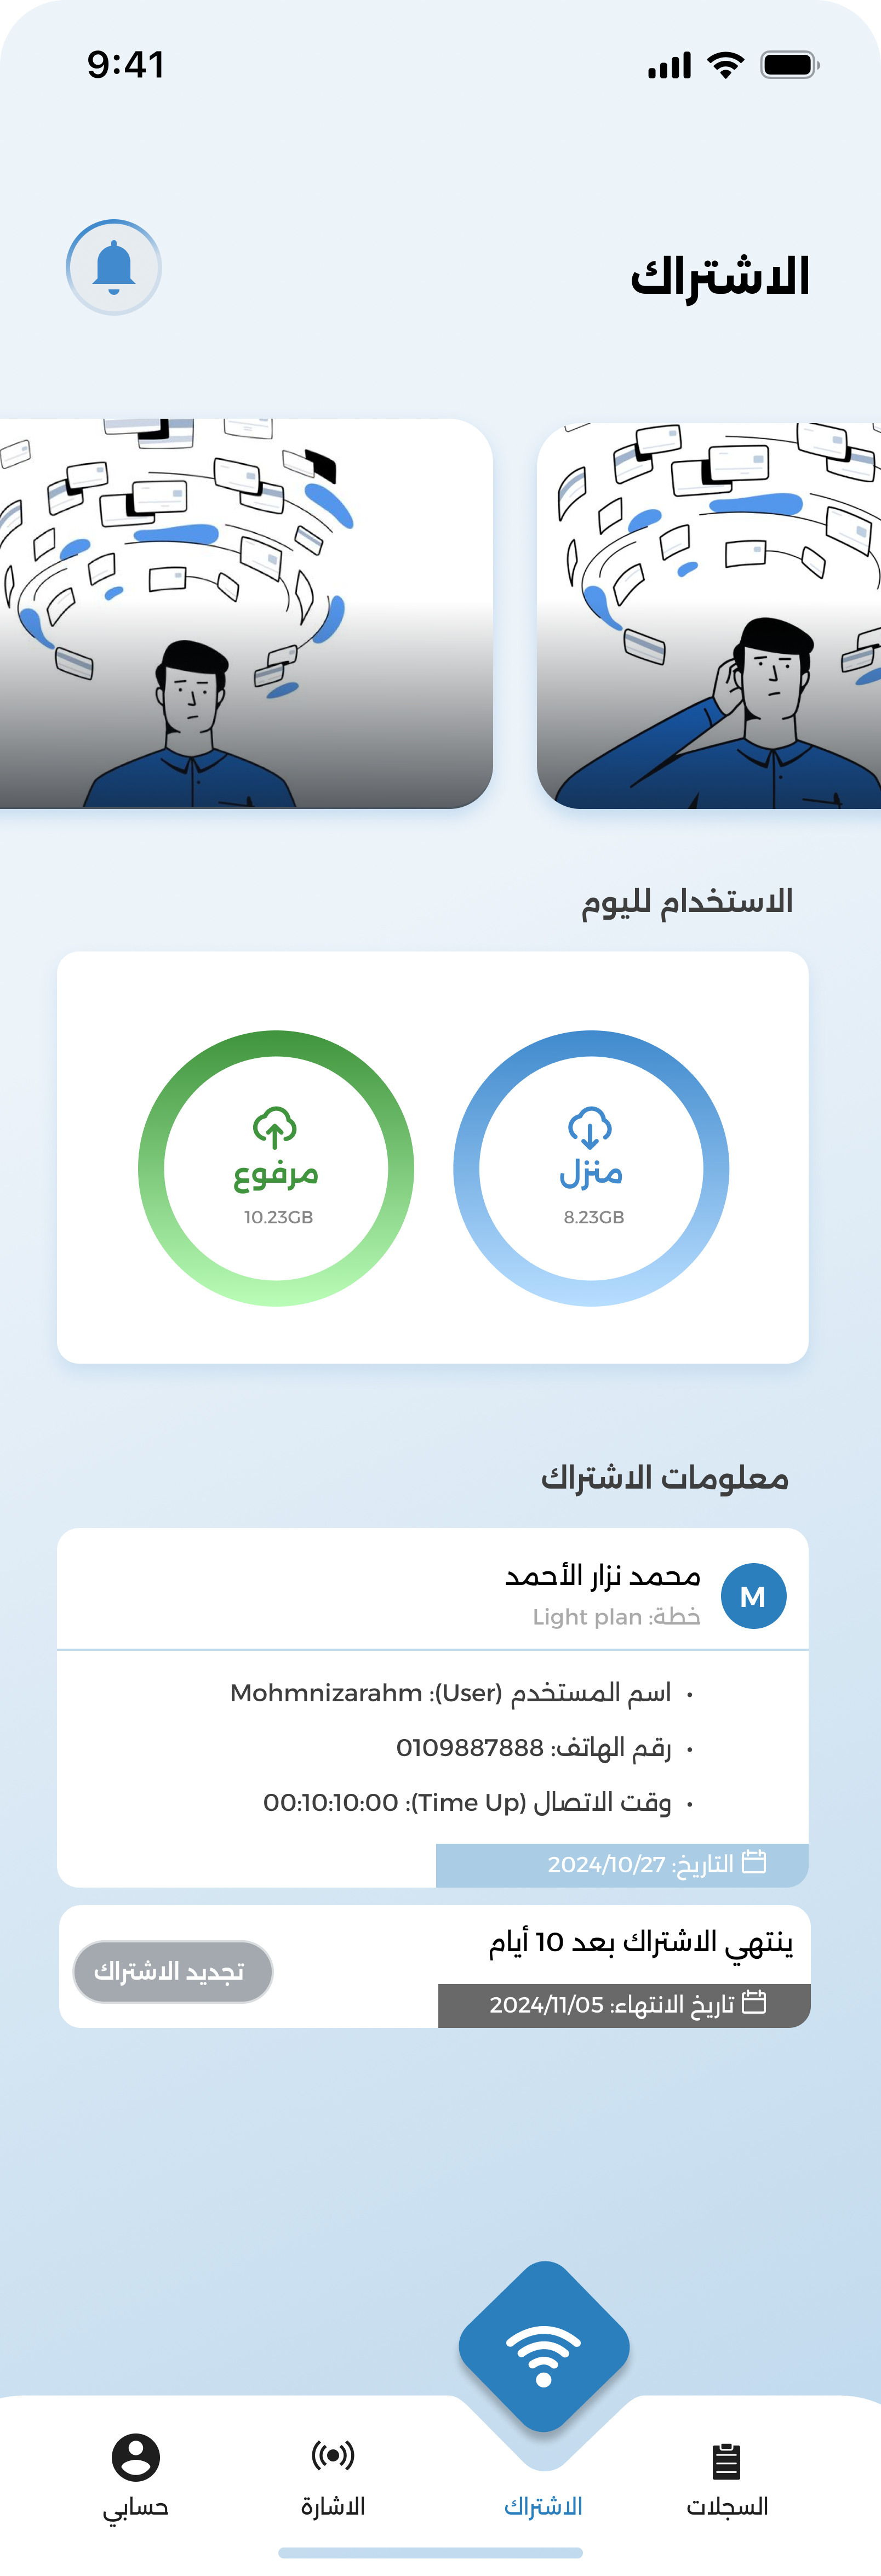 9:41
الاشتراك
الاستخدام لليوم
منزل
8.23GB
مرفوع
10.23GB
معلومات الاشتراك
M
محمد نزار الأحمد
خطة: Light plan
• اسم المستخدم (User): Mohmnizarahm
• رقم الهاتف: 0109887888
• وقت الاتصال (Time Up): 00:10:10:00
التاريخ: 2024/10/27
ينتهي الاشتراك بعد 10 أيام
تاريخ الانتهاء: 2024/11/05
تجديد الاشتراك
السجلات
الاشتراك
الاشارة
حسابي